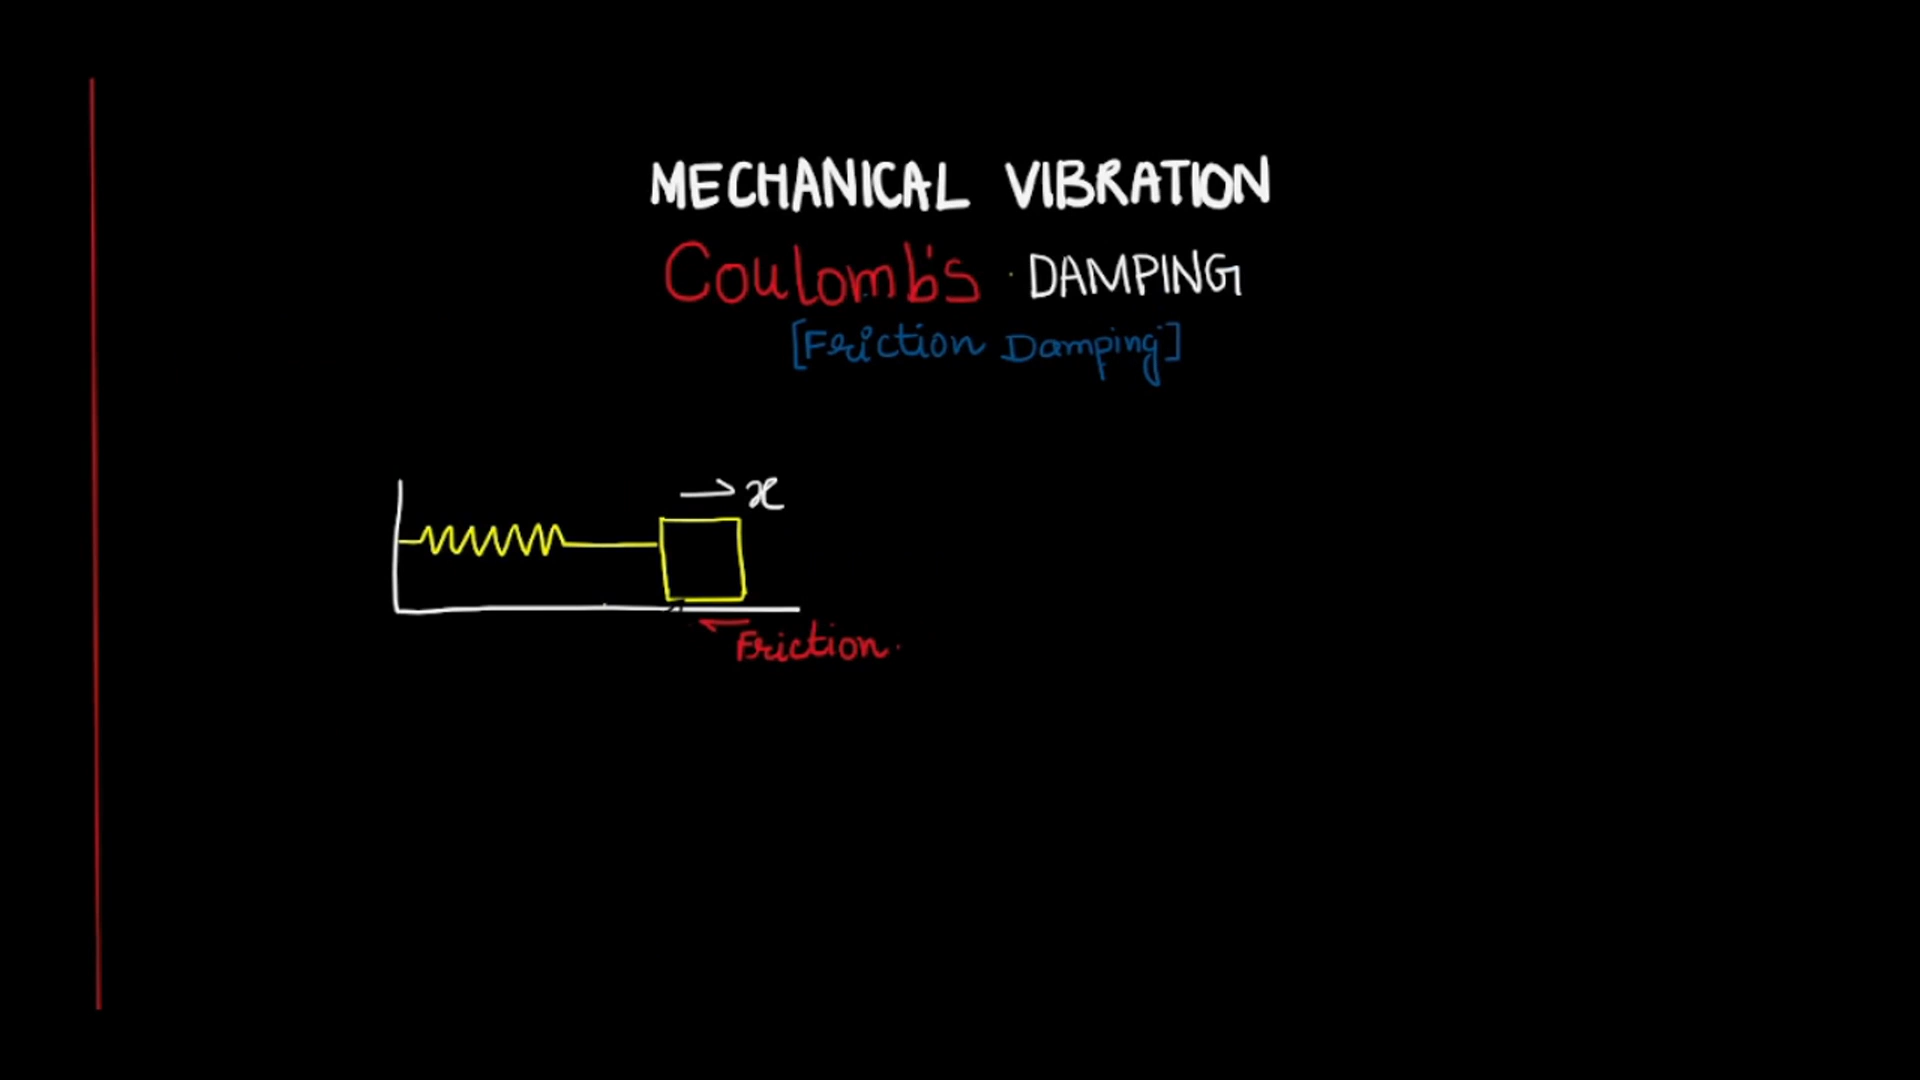 MECHANICAL VIBRATION
Coulomb's DAMPING
[Friction Damping]
x
Friction.